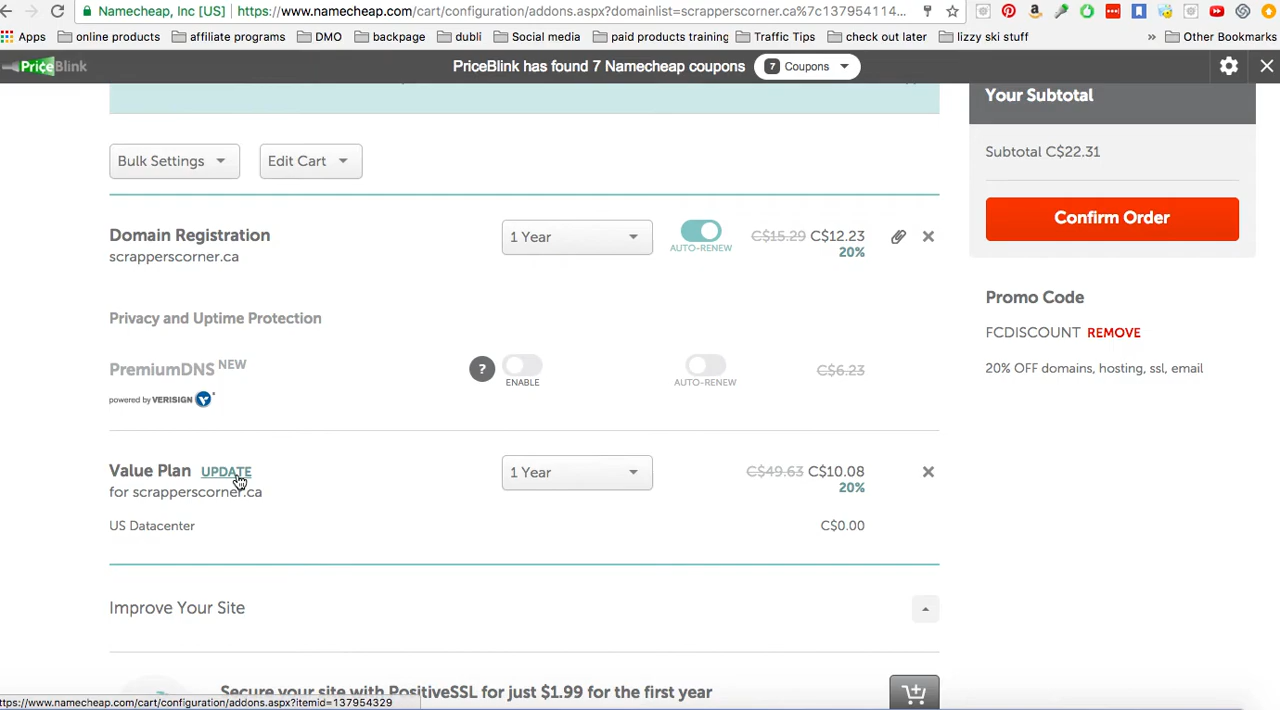 Namecheap, Inc [US] https://www.namecheap.com/cart/configuration/addons.aspx?domainlist=scrapperscorner.ca%7c137954114...
Apps online products affiliate programs DMO backpage dubli Social media paid products training Traffic Tips check out later lizzy ski stuff » Other Bookmarks
PriceBlink PriceBlink has found 7 Namecheap coupons 7 Coupons
Your Subtotal
Subtotal C$22.31
Confirm Order
Bulk Settings Edit Cart
Domain Registration 1 Year AUTO-RENEW C$15.29 C$12.23
scrapperscorner.ca 20%
Privacy and Uptime Protection
PremiumDNS NEW ? ENABLE AUTO-RENEW C$6.23
powered by VERISIGN
Promo Code
FCDISCOUNT REMOVE
20% OFF domains, hosting, ssl, email
Value Plan UPDATE 1 Year C$49.63 C$10.08
for scrapperscorner.ca 20%
US Datacenter C$0.00
Improve Your Site
Secure your site with PositiveSSL for just $1.99 for the first year
ttps://www.namecheap.com/cart/configuration/addons.aspx?itemid=137954329